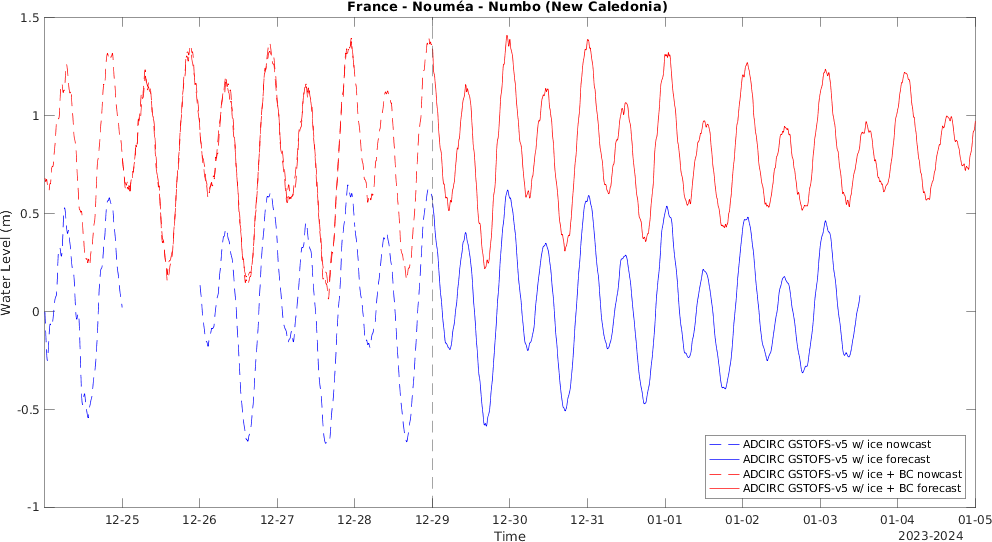 France - Nouméa - Numbo (New Caledonia)
1.5
1
0.5
0
-0.5
-1
Water Level (m)
ADCIRC GSTOFS-v5 w/ ice nowcast
ADCIRC GSTOFS-v5 w/ ice forecast
ADCIRC GSTOFS-v5 w/ ice + BC nowcast
ADCIRC GSTOFS-v5 w/ ice + BC forecast
12-25 12-26 12-27 12-28 12-29 12-30 12-31 01-01 01-02 01-03 01-04 01-05
Time
2023-2024